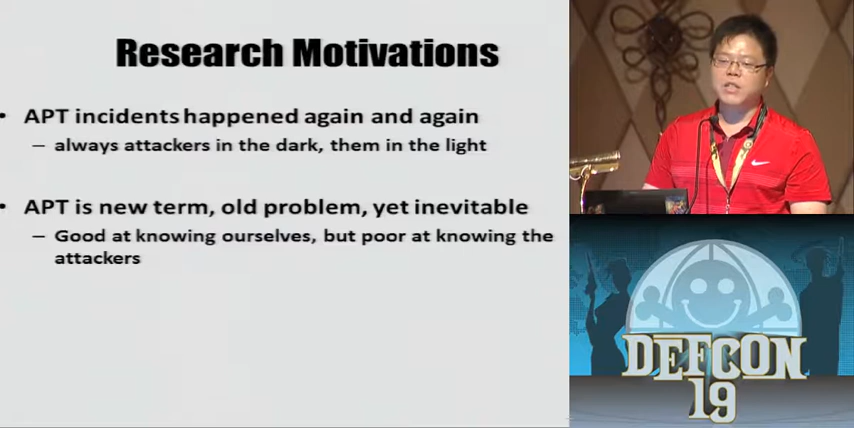 Research Motivations
• APT incidents happened again and again
– always attackers in the dark, them in the light
• APT is new term, old problem, yet inevitable
– Good at knowing ourselves, but poor at knowing the
attackers
DEFCON
19